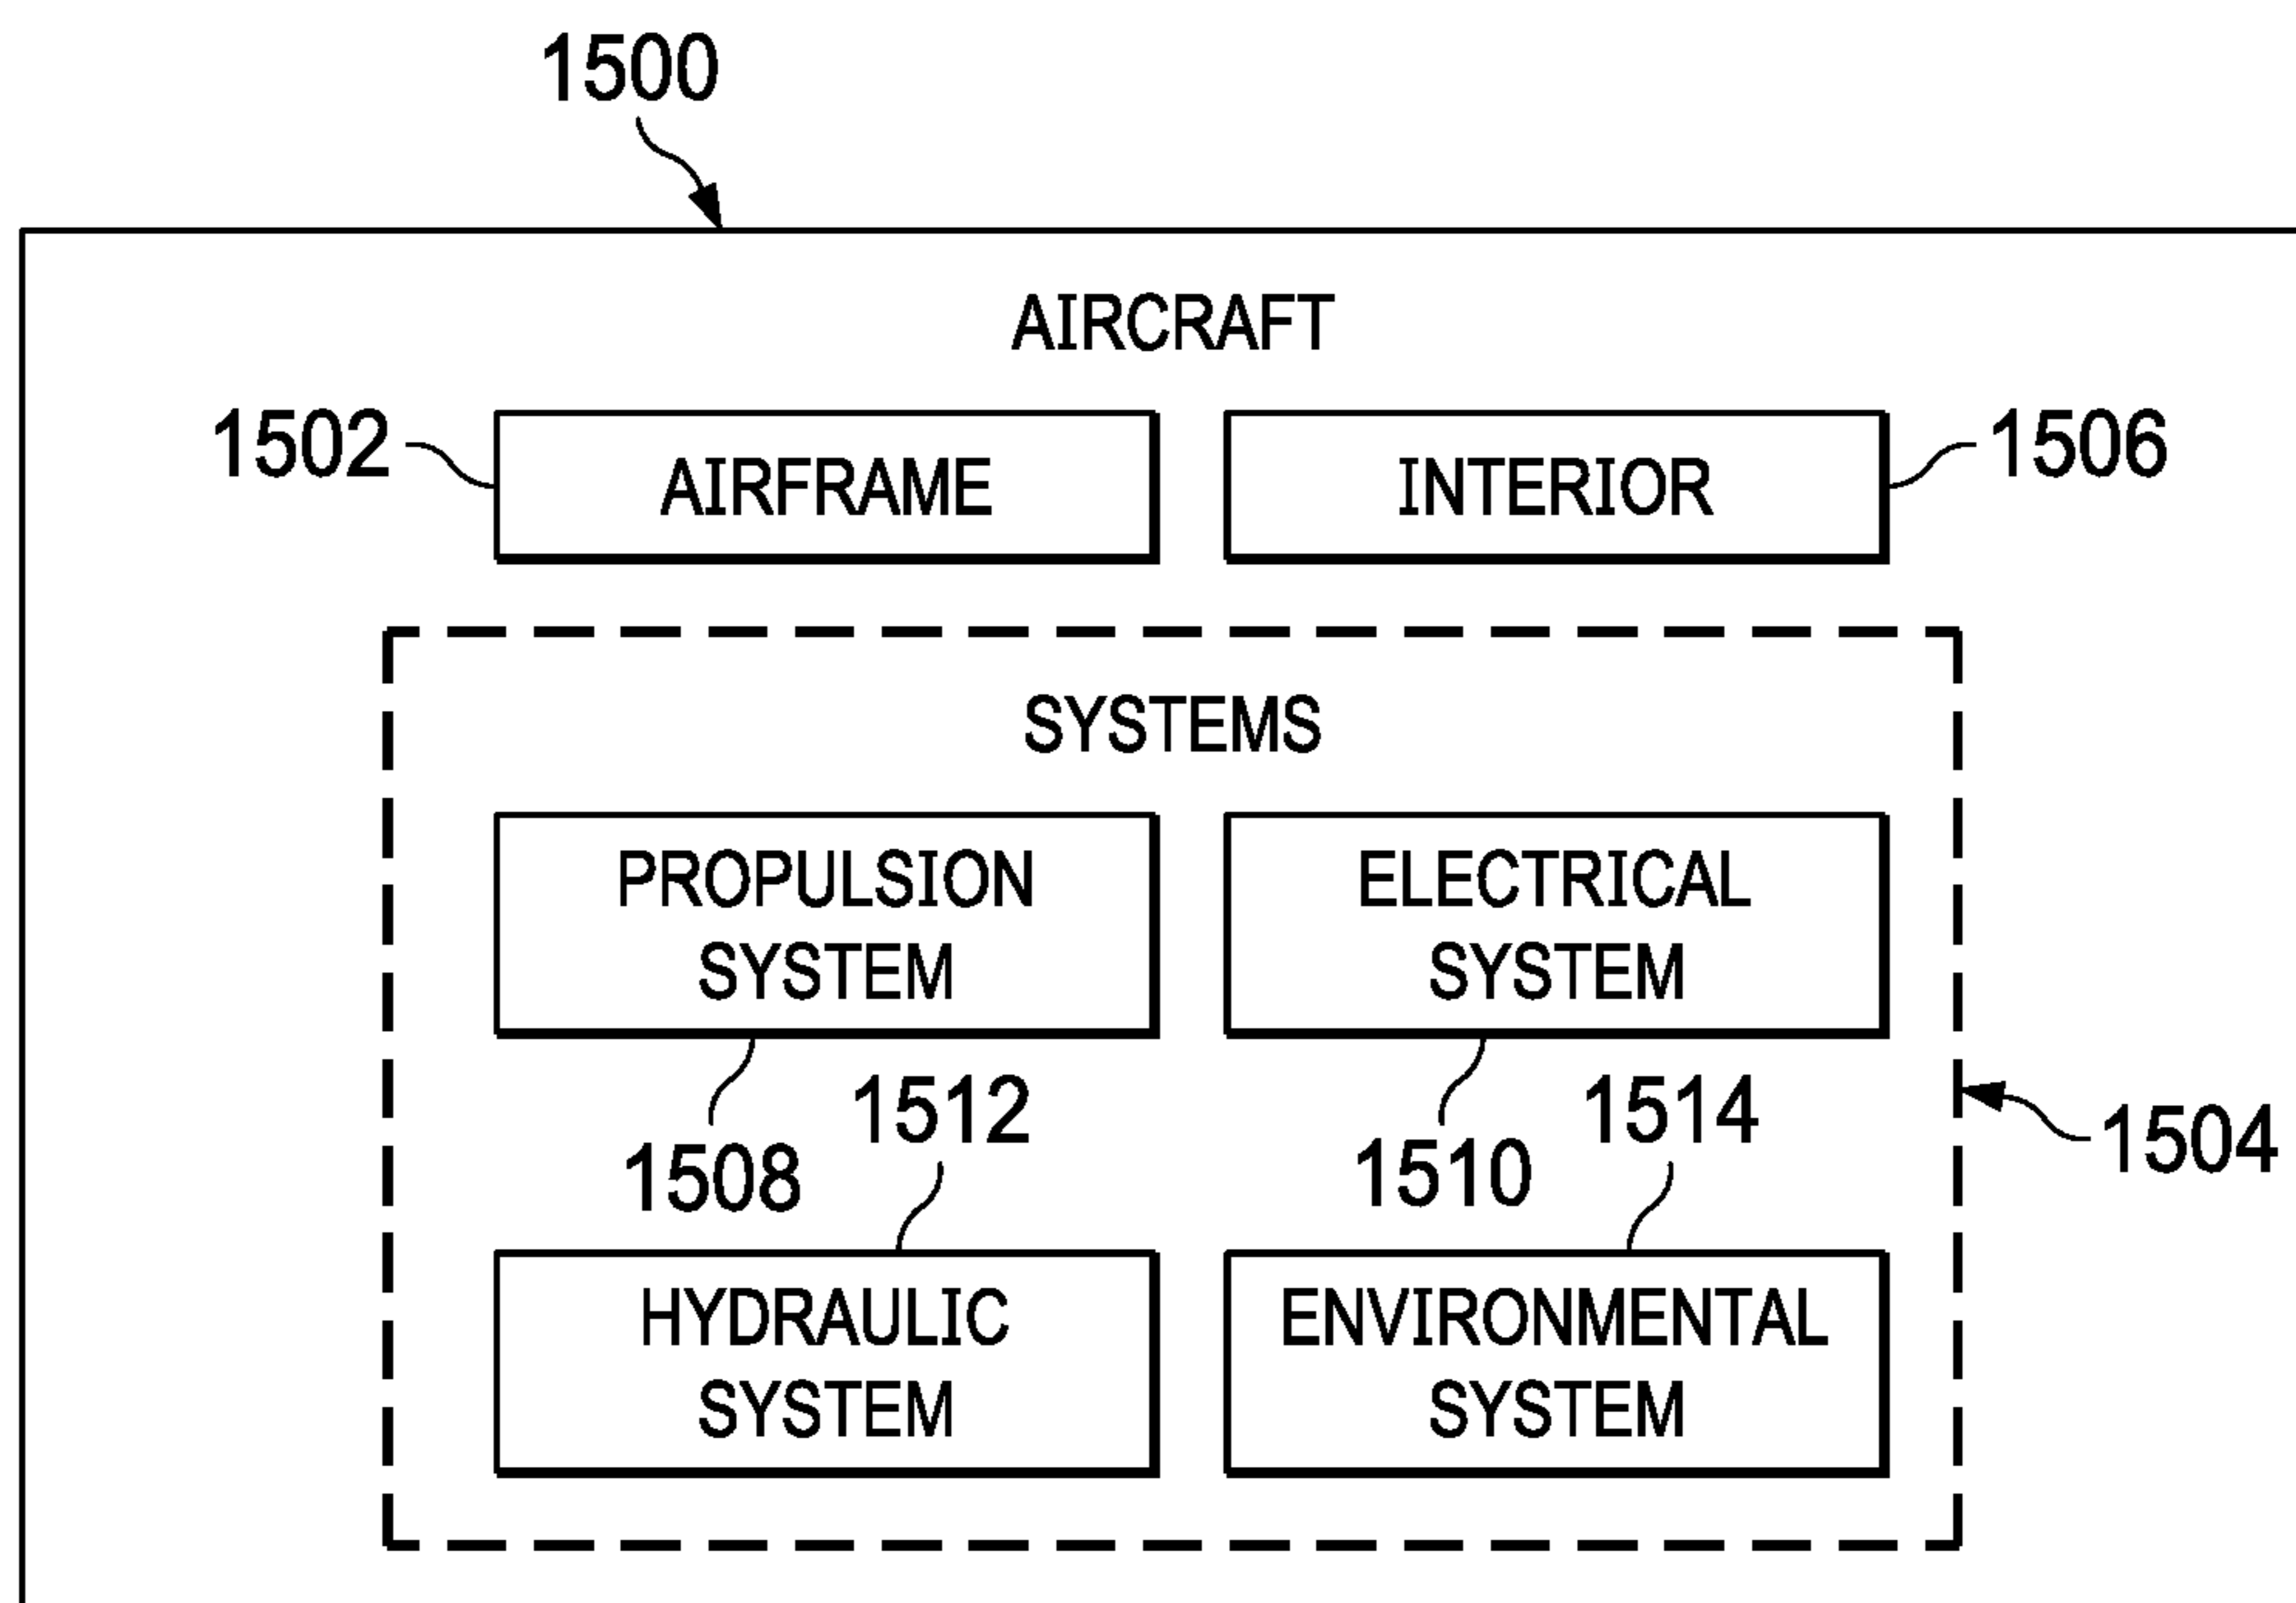 1500
AIRCRAFT
1502
AIRFRAME
INTERIOR
1506
SYSTEMS
PROPULSION
SYSTEM
ELECTRICAL
SYSTEM
1508
1512
1510
1514
1504
HYDRAULIC
SYSTEM
ENVIRONMENTAL
SYSTEM